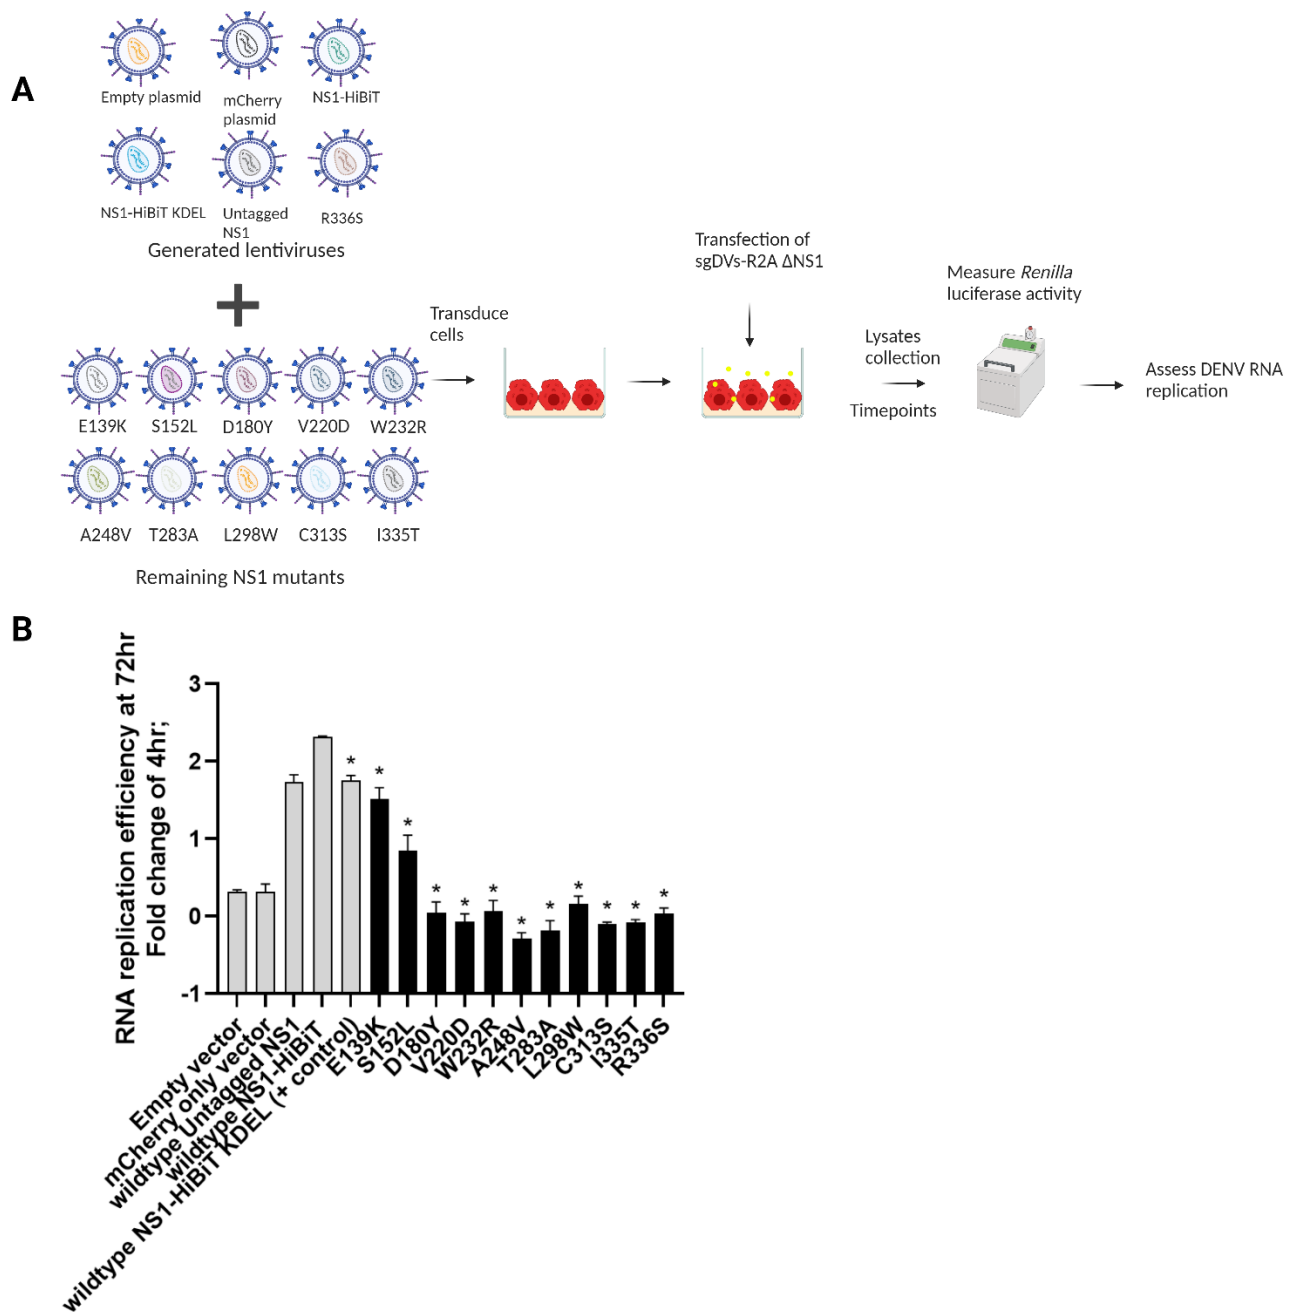 A
Empty plasmid
mCherry
plasmid
NS1-HiBiT
NS1-HiBiT KDEL
Untagged
NS1
R336S
Generated lentiviruses
+
E139K S152L D180Y V220D W232R
A248V T283A L298W C313S I335T
Remaining NS1 mutants
Transduce
cells
Transfection of
sgDVs-R2A ΔNS1
Lysates
collection
Timepoints
Measure Renilla
luciferase activity
Assess DENV RNA
replication
B
RNA replication efficiency at 72hr
Fold change of 4hr;
3
2
1
0
-1
* * * * * * * * * * * *
Empty vector
mCherry only vector
wildtype Untagged NS1
wildtype NS1-HiBiT
wildtype NS1-HiBiT KDEL (+ control)
E139K
S152L
D180Y
V220D
W232R
A248V
T283A
L298W
C313S
I335T
R336S